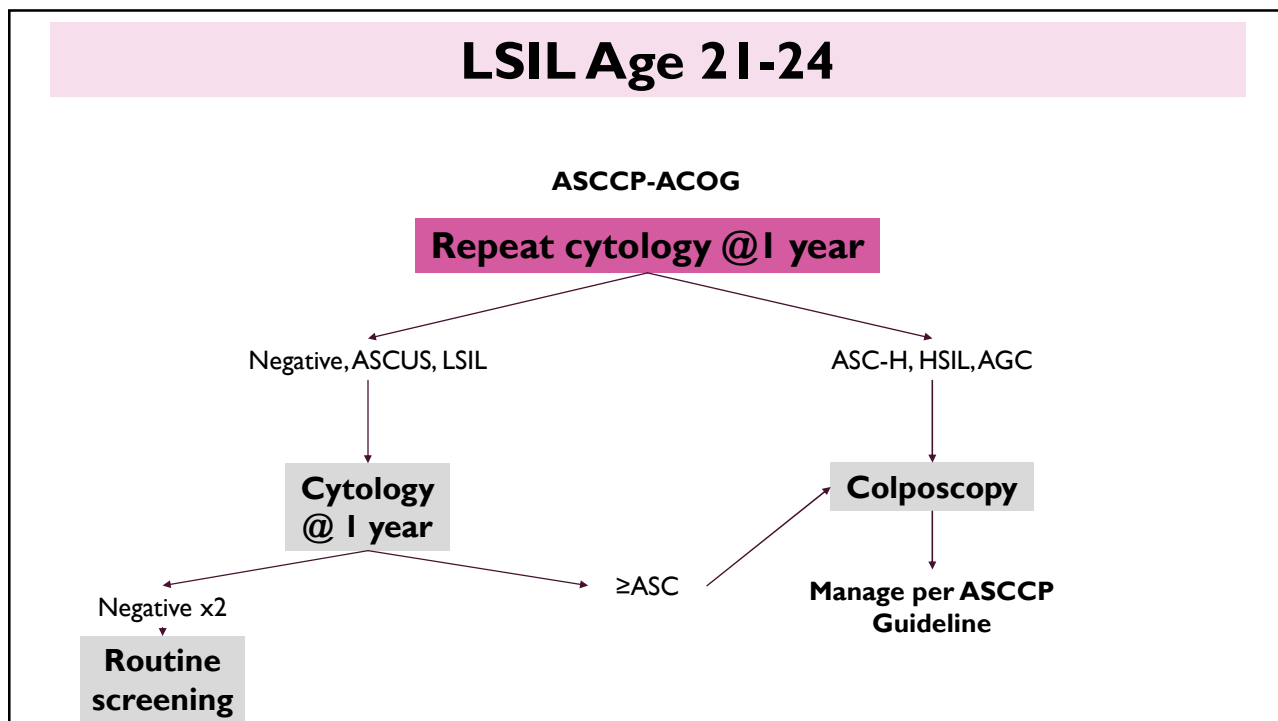 LSIL Age 21-24
ASCCP-ACOG
Repeat cytology @1 year
Negative, ASCUS, LSIL
ASC-H, HSIL, AGC
Cytology
@ 1 year
Colposcopy
Negative x2
≥ASC
Manage per ASCCP
Guideline
Routine
screening